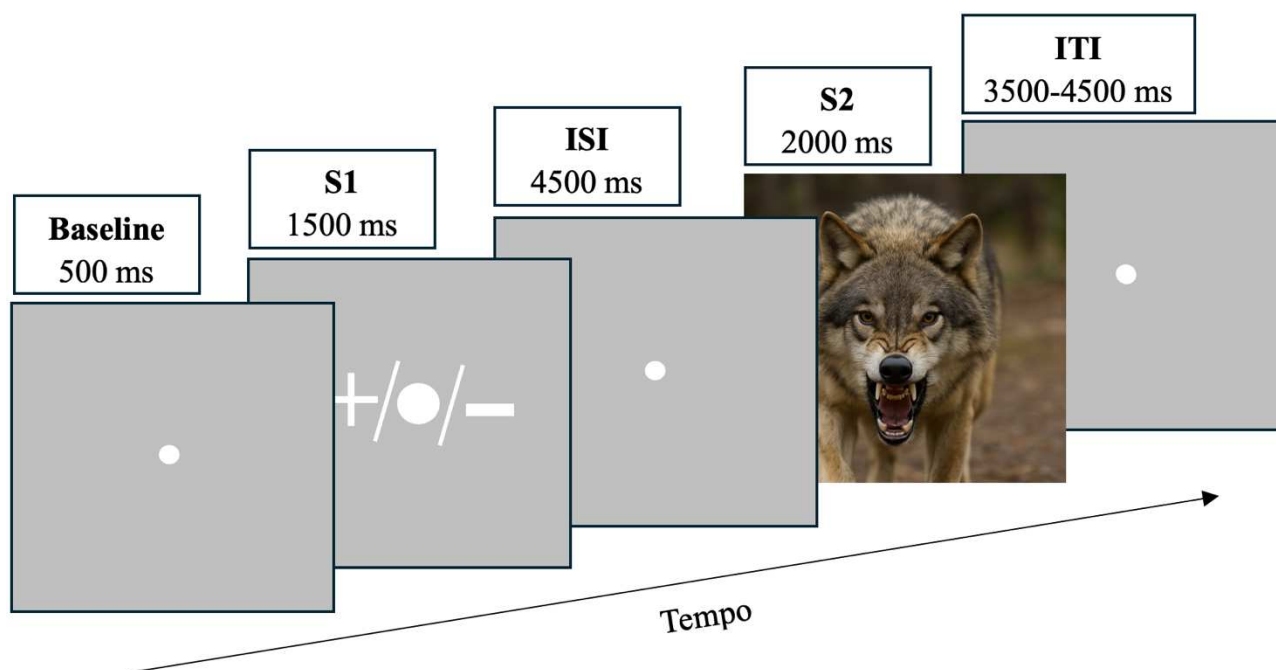 Baseline
500 ms
S1
1500 ms
+/●/-
ISI
4500 ms
S2
2000 ms
ITI
3500-4500 ms
Tempo